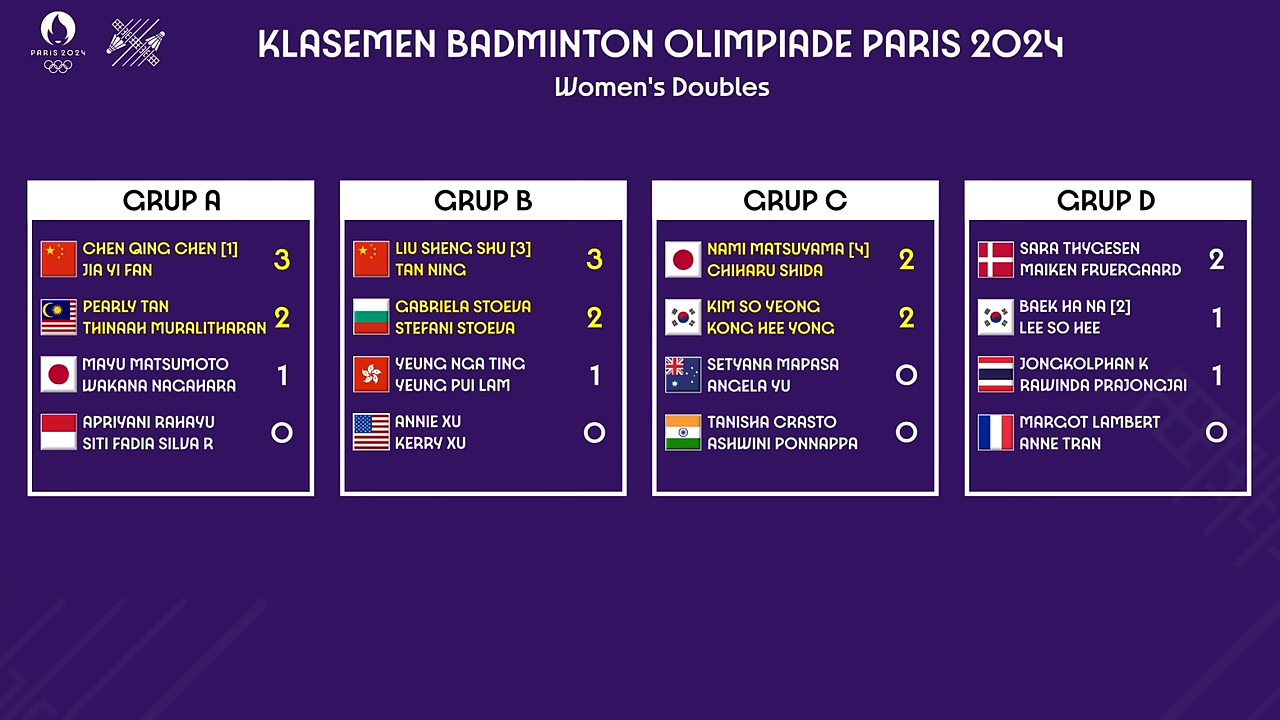 PARIS 2024
KLASEMEN BADMINTON OLIMPIADE PARIS 2024
Women's Doubles
GRUP A
CHEN QING CHEN [1]
JIA YI FAN
3
PEARLY TAN
THINAAH MURALITHARAN
2
MAYU MATSUMOTO
WAKANA NAGAHARA
1
APRIYANI RAHAYU
SITI FADIA SILVA R
0
GRUP B
LIU SHENG SHU [3]
TAN NING
3
GABRIELA STOEVA
STEFANI STOEVA
2
YEUNG NGA TING
YEUNG PUI LAM
1
ANNIE XU
KERRY XU
0
GRUP C
NAMI MATSUYAMA [4]
CHIHARU SHIDA
2
KIM SO YEONG
KONG HEE YONG
2
SETYANA MAPASA
ANGELA YU
0
TANISHA CRASTO
ASHWINI PONNAPPA
0
GRUP D
SARA THYGESEN
MAIKEN FRUERGAARD
2
BAEK HA NA [2]
LEE SO HEE
1
JONGKOLPHAN K
RAWINDA PRAJONGJAI
1
MARGOT LAMBERT
ANNE TRAN
0